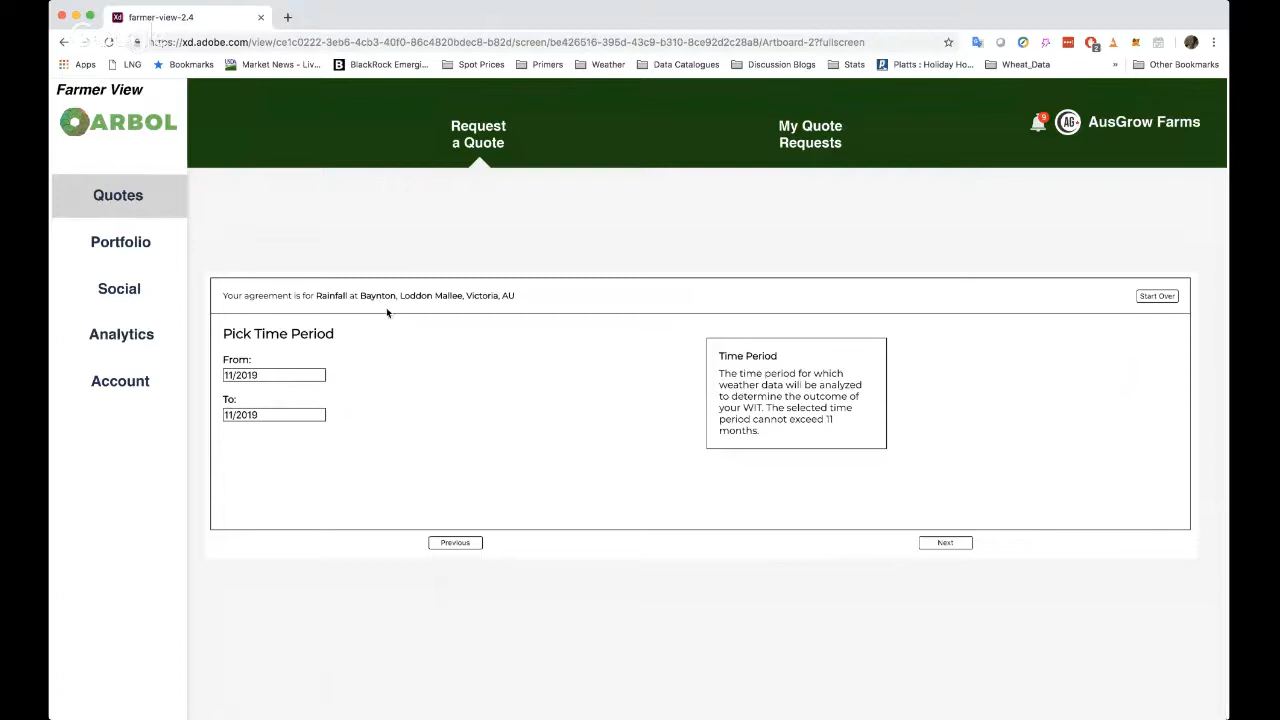 farmer-view-2.4
https://xd.adobe.com/view/ce1c0222-3eb6-4cb3-40f0-86c4820bdec8-b82d/screen/be426516-395d-43c9-b310-8ce92d2c28a8/Artboard-2?fullscreen
Apps LNG Bookmarks Market News - Liv... BlackRock Emergi... Spot Prices Primers Weather Data Catalogues Discussion Blogs Stats Platts : Holiday Ho... Wheat_Data » Other Bookmarks
Farmer View
ARBOL
Request
a Quote
My Quote
Requests
9
AG
AusGrow Farms
Quotes
Portfolio
Social
Analytics
Account
Your agreement is for Rainfall at Baynton, Loddon Mallee, Victoria, AU
Start Over
Pick Time Period
From:
11/2019
To:
11/2019
Time Period
The time period for which
weather data will be analyzed
to determine the outcome of
your WIT. The selected time
period cannot exceed 11
months.
Previous
Next